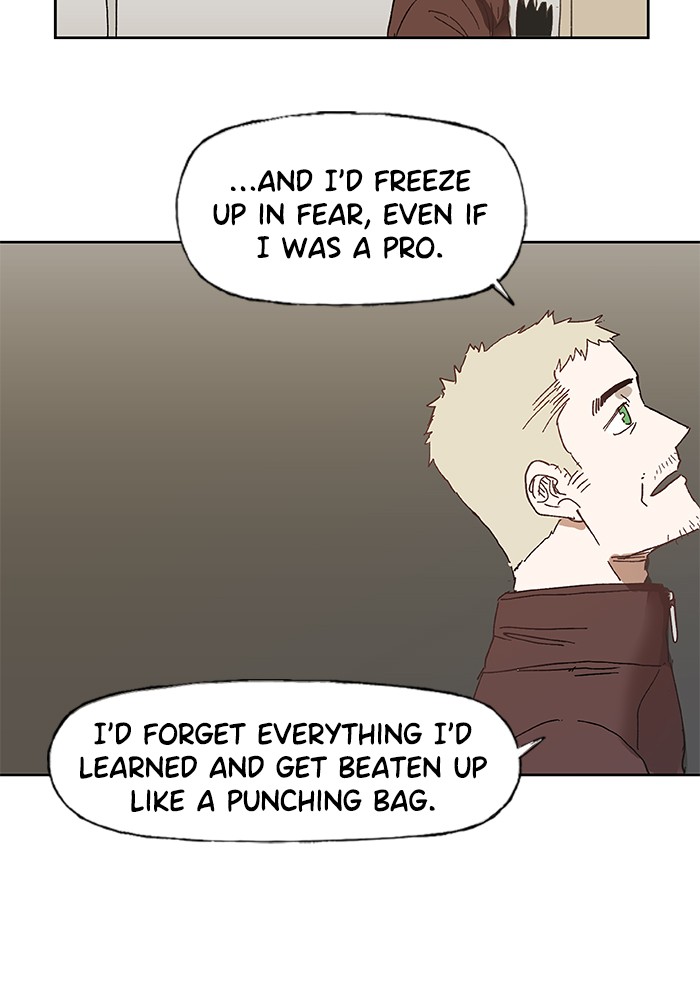 ...AND I'D FREEZE
UP IN FEAR, EVEN IF
I WAS A PRO.
I'D FORGET EVERYTHING I'D
LEARNED AND GET BEATEN UP
LIKE A PUNCHING BAG.